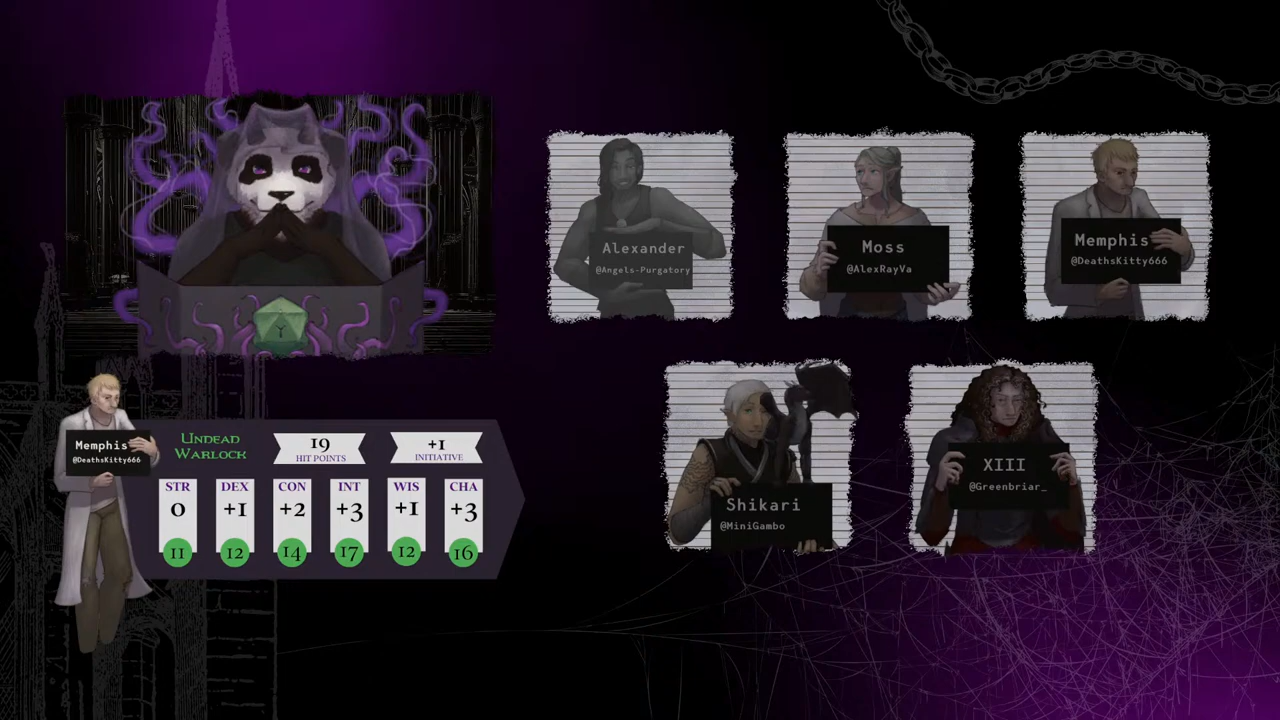 Alexander
@Angels-Purgatory
Moss
@AlexRayVa
Memphis
@DeathsKitty666
Shikari
@MiniGambo
XIII
@Greenbriar_
Memphis
@DeathsKitty666
Undead
Warlock
19
HIT POINTS
+1
INITIATIVE
STR DEX CON INT WIS CHA
0 +1 +2 +3 +1 +3
11 12 14 17 12 16